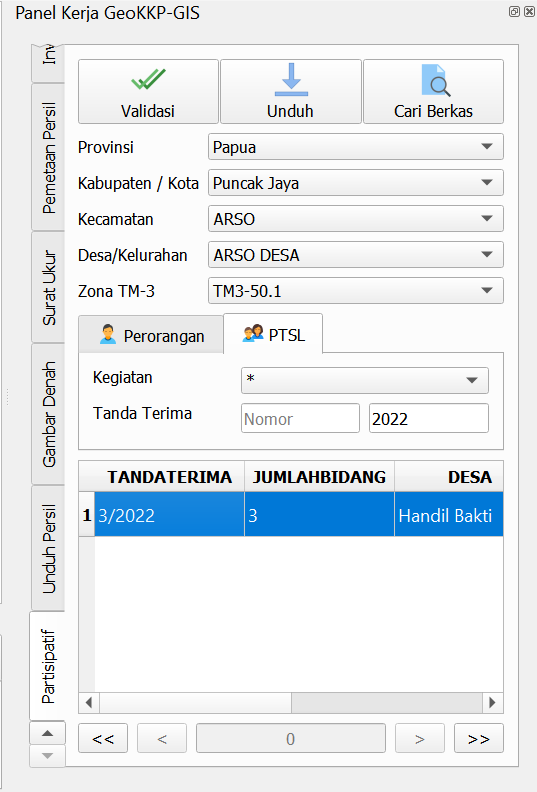 Panel Kerja GeoKKP-GIS
Inv
Pemetaan Persil
Surat Ukur
Gambar Denah
Unduh Persil
Partisipatif
Validasi
Unduh
Cari Berkas
Provinsi
Papua
Kabupaten / Kota
Puncak Jaya
Kecamatan
ARSO
Desa/Kelurahan
ARSO DESA
Zona TM-3
TM3-50.1
Perorangan
PTSL
Kegiatan
*
Tanda Terima
Nomor
2022
TANDATERIMA JUMLAHBIDANG DESA
1 3/2022 3 Handil Bakti
<< < 0 > >>